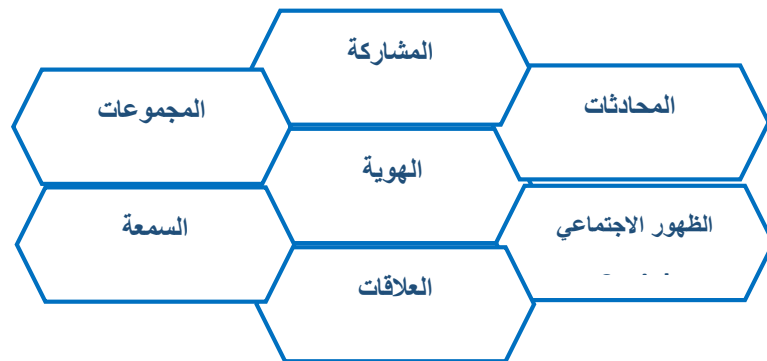 المشاركة
المحادثات
المجموعات
الهوية
الظهور الاجتماعي
السمعة
العلاقات